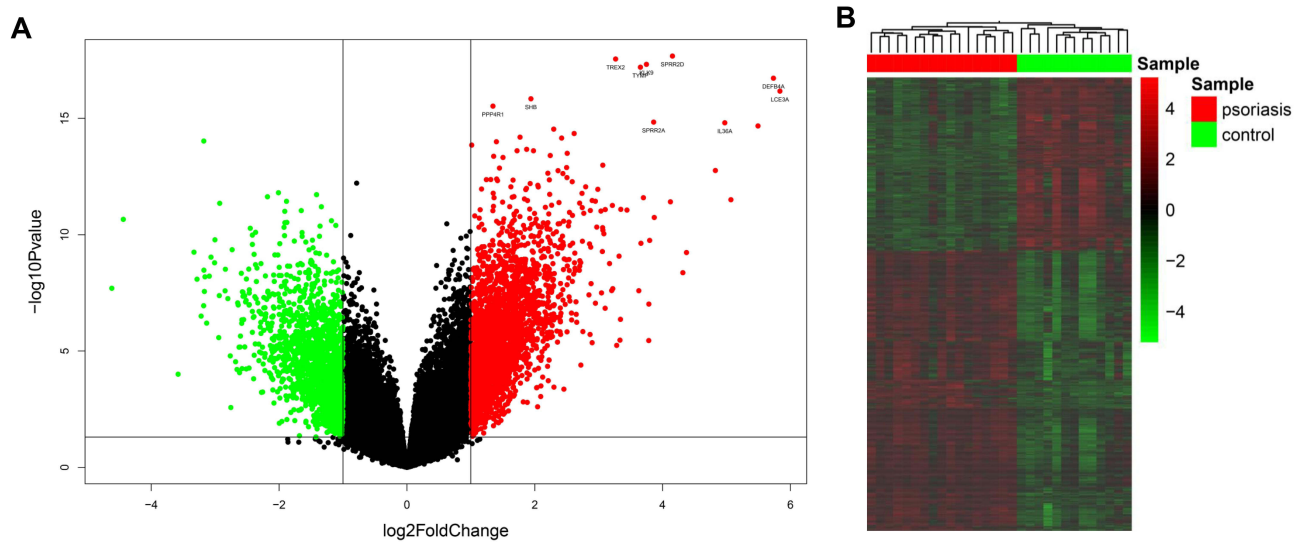 A
B
TREX2
KLK9
SPRR2D
DEFB4A
LCE3A
SHB
PPP4R1
SPRR2A
IL36A
15
10
5
0
−log10Pvalue
−4
−2
0
2
4
6
log2FoldChange
Sample
4
2
0
−2
−4
Sample
psoriasis
control